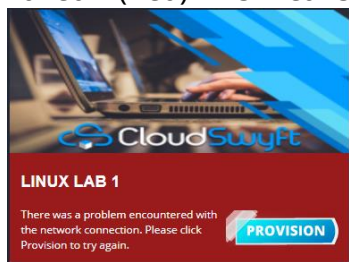 CloudSwyft
LINUX LAB 1
There was a problem encountered with
the network connection. Please click
Provision to try again.
PROVISION